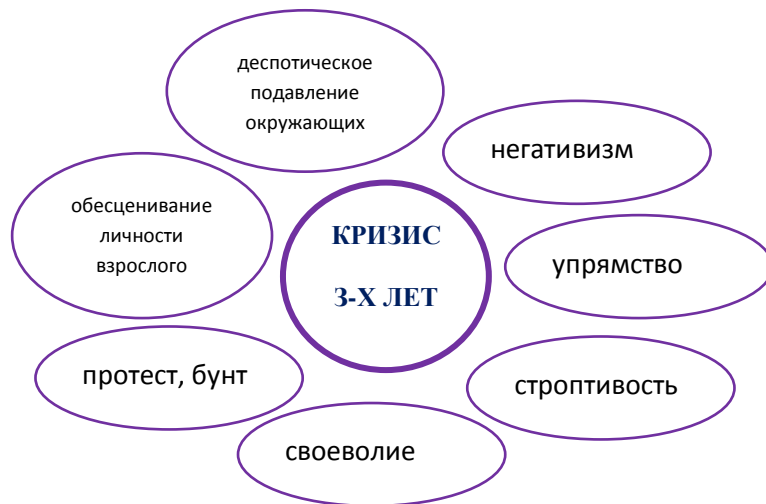 деспотическое
подавление
окружающих
негативизм
обесценивание
личности
взрослого
КРИЗИС
3-Х ЛЕТ
упрямство
протест, бунт
строптивость
своеволие